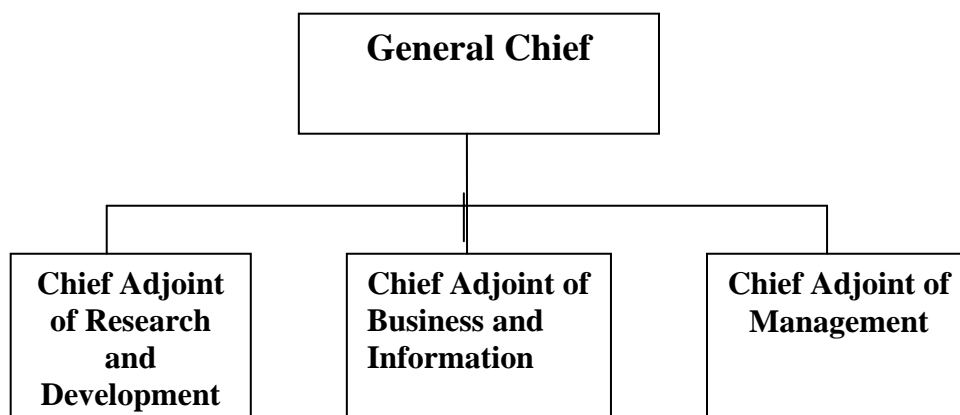 General Chief
Chief Adjoint
of Research
and
Development
Chief Adjoint of
Business and
Information
Chief Adjoint of
Management